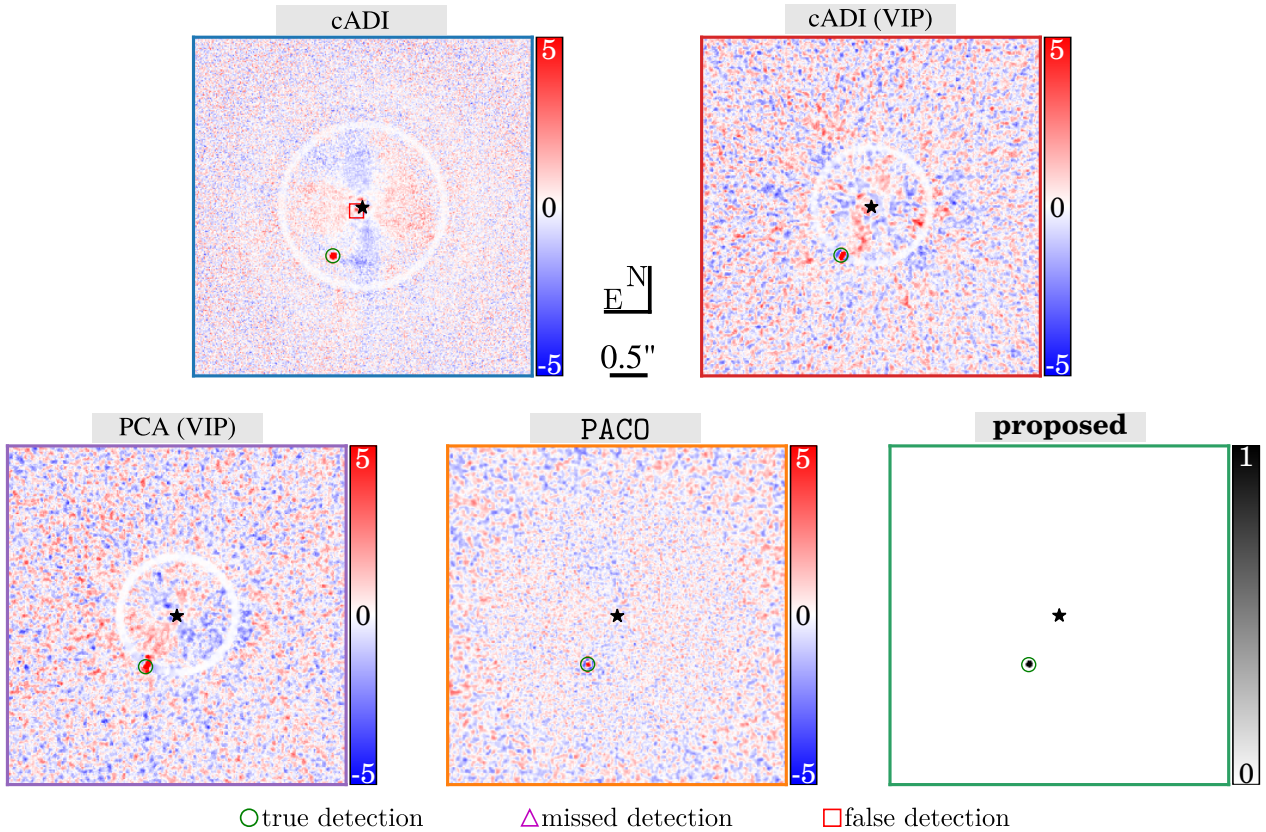 cADI
cADI (VIP)
5
0
-5
5
0
-5
N
E
0.5"
PCA (VIP)
PACO
proposed
5
0
-5
5
0
-5
1
0
true detection
missed detection
false detection